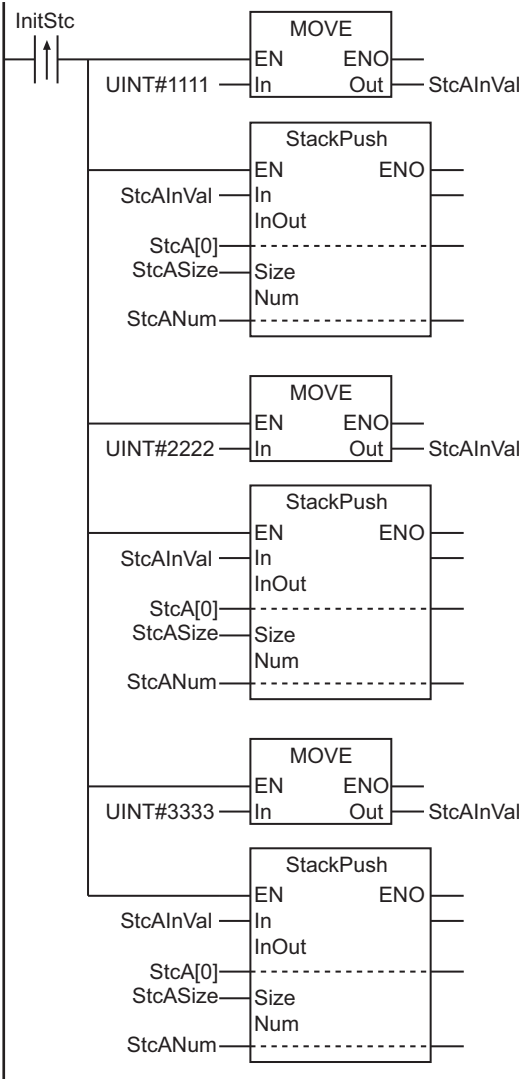 InitStc
MOVE
EN ENO
UINT#1111 In Out StcAInVal
StackPush
EN ENO
StcAInVal In
InOut
StcA[0]
StcASize Size
Num
StcANum
MOVE
EN ENO
UINT#2222 In Out StcAInVal
StackPush
EN ENO
StcAInVal In
InOut
StcA[0]
StcASize Size
Num
StcANum
MOVE
EN ENO
UINT#3333 In Out StcAInVal
StackPush
EN ENO
StcAInVal In
InOut
StcA[0]
StcASize Size
Num
StcANum